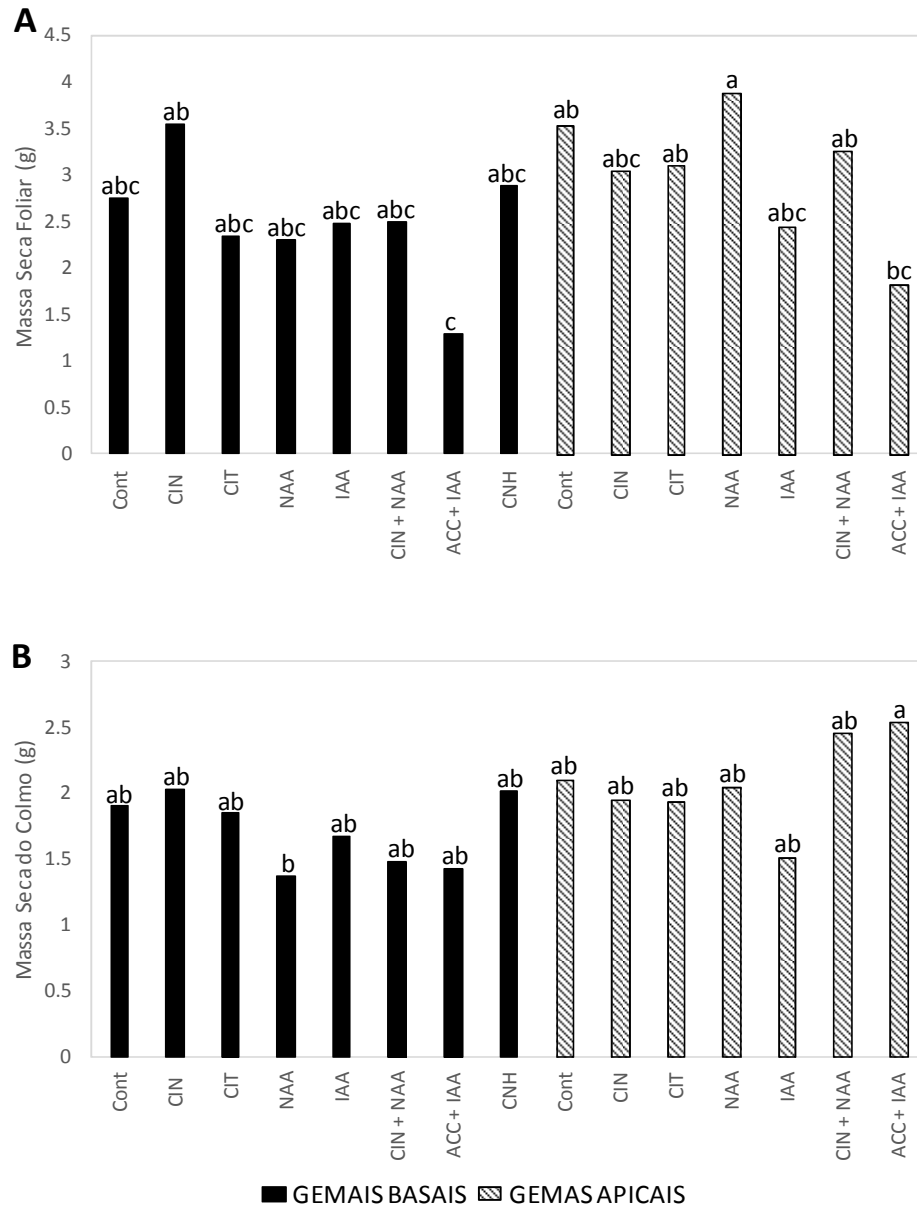 A
Massa Seca Foliar (g)
4.5
4
3.5
3
2.5
2
1.5
1
0.5
0
abc
ab
abc
abc
abc
abc
c
abc
ab
abc
ab
a
abc
ab
bc
Cont
CIN
CIT
NAA
IAA
CIN + NAA
ACC + IAA
CNH
Cont
CIN
CIT
NAA
IAA
CIN + NAA
ACC + IAA
B
Massa Seca do Colmo (g)
3
2.5
2
1.5
1
0.5
0
ab
ab
ab
b
ab
ab
ab
ab
ab
ab
ab
ab
ab
ab
a
Cont
CIN
CIT
NAA
IAA
CIN + NAA
ACC + IAA
CNH
Cont
CIN
CIT
NAA
IAA
CIN + NAA
ACC + IAA
GEMAIS BASAIS GEMAS APICAIS